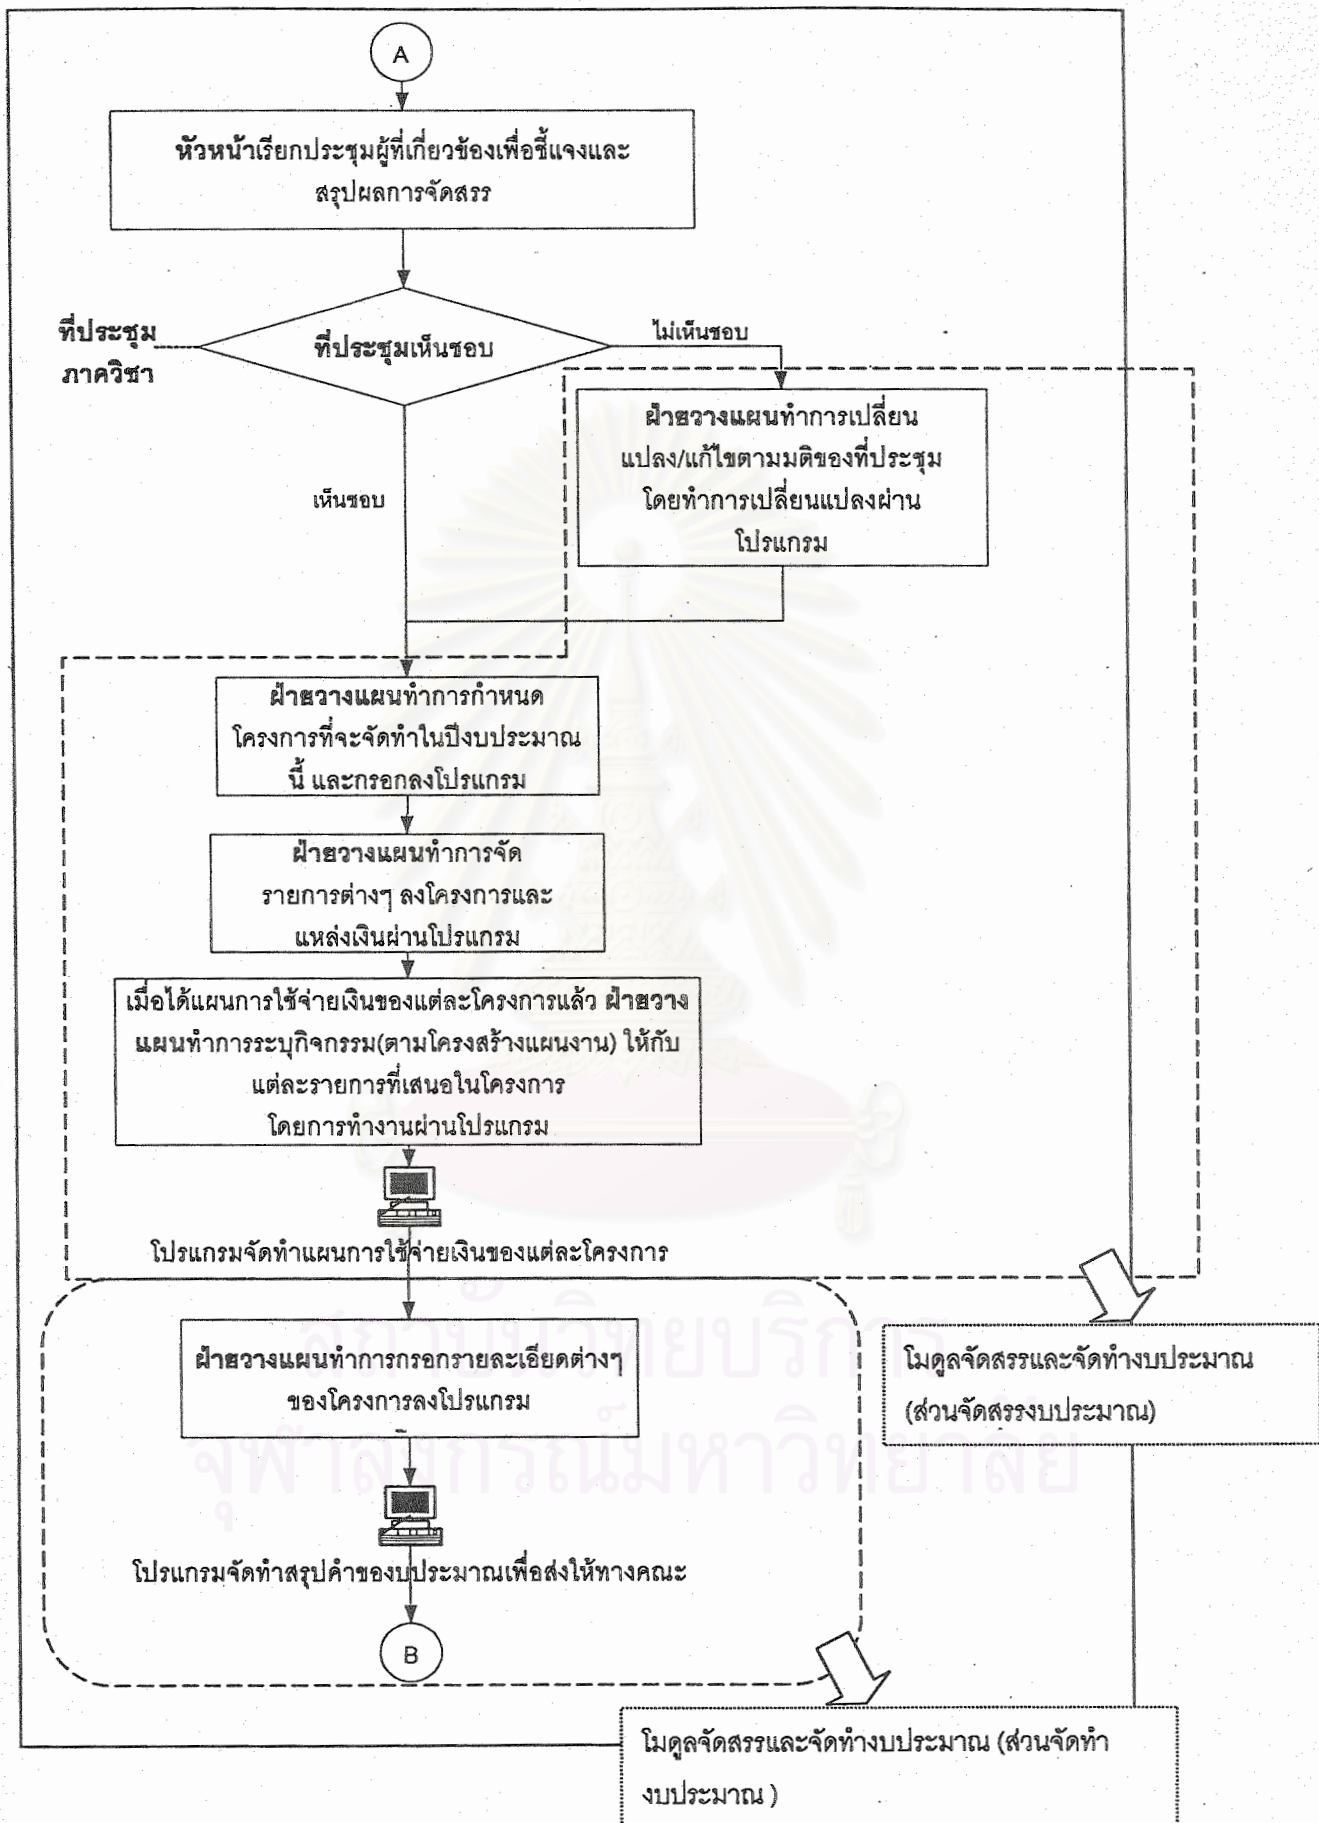 A
หัวหน้าเรียกประชุมผู้ที่เกี่ยวข้องเพื่อชี้แจงและ
สรุปผลการจัดสรร
ที่ประชุม
ภาควิชา
ที่ประชุมเห็นชอบ
ไม่เห็นชอบ
เห็นชอบ
ฝ่ายวางแผนทำการเปลี่ยน
แปลง/แก้ไขตามมติของที่ประชุม
โดยทำการเปลี่ยนแปลงผ่าน
โปรแกรม
ฝ่ายวางแผนทำการกำหนด
โครงการที่จะจัดทำในปีงบประมาณ
นี้ และกรอกลงโปรแกรม
ฝ่ายวางแผนทำการจัด
รายการต่างๆ ลงโครงการและ
แหล่งเงินผ่านโปรแกรม
เมื่อได้แผนการใช้จ่ายเงินของแต่ละโครงการแล้ว ฝ่ายวาง
แผนทำการระบุกิจกรรม(ตามโครงสร้างแผนงาน) ให้กับ
แต่ละรายการที่เสนอในโครงการ
โดยการทำงานผ่านโปรแกรม
โปรแกรมจัดทำแผนการใช้จ่ายเงินของแต่ละโครงการ
ฝ่ายวางแผนทำการกรอกรายละเอียดต่างๆ
ของโครงการลงโปรแกรม
โมดูลจัดสรรและจัดทำงบประมาณ
(ส่วนจัดสรรงบประมาณ)
สถาบันวิทยบริการ
จุฬาลงกรณ์มหาวิทยาลัย
โปรแกรมจัดทำสรุปคำของบประมาณเพื่อส่งให้ทางคณะ
B
โมดูลจัดสรรและจัดทำงบประมาณ (ส่วนจัดทำ
งบประมาณ )